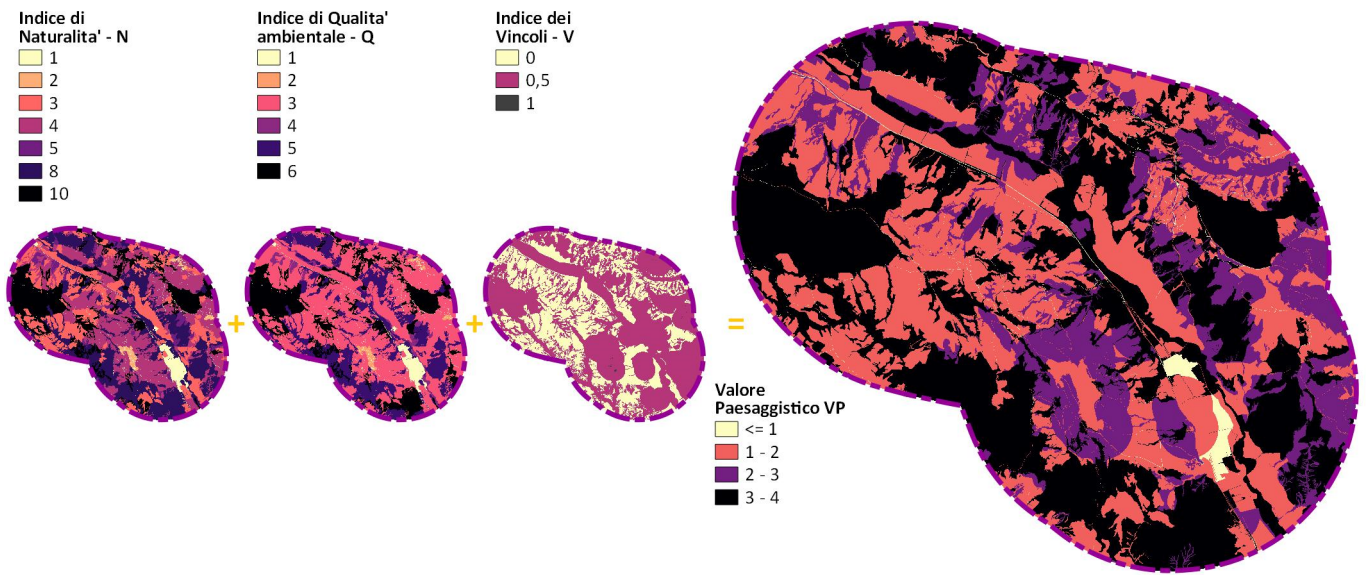 Indice di
Naturalita' - N
1
2
3
4
5
8
10
Indice di Qualita'
ambientale - Q
1
2
3
4
5
6
Indice dei
Vincoli - V
0
0,5
1
+
+
=
Valore
Paesaggistico VP
<= 1
1 - 2
2 - 3
3 - 4